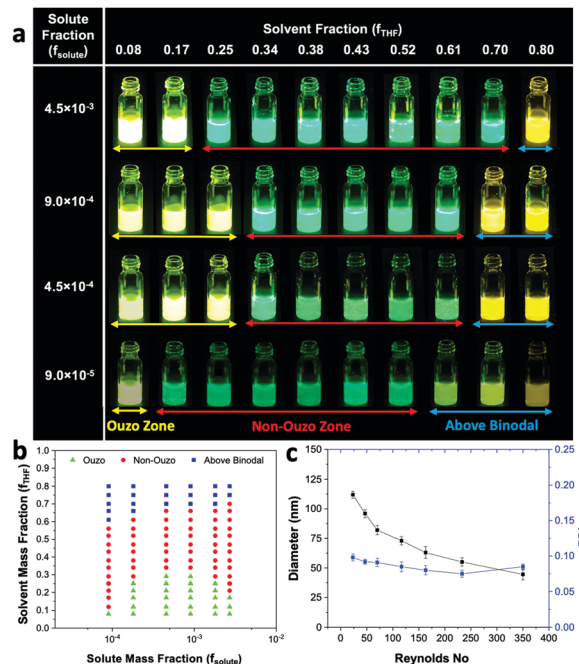 a
Solute Fraction (f_solute)
Solvent Fraction (f_THF)
0.08 0.17 0.25 0.34 0.38 0.43 0.52 0.61 0.70 0.80
4.5×10⁻³
9.0×10⁻⁴
4.5×10⁻⁴
9.0×10⁻⁵
Ouzo Zone Non-Ouzo Zone Above Binodal
b
Solvent Mass Fraction (f_THF)
1.0
0.9
0.8
0.7
0.6
0.5
0.4
0.3
0.2
0.1
0.0
Ouzo Non-Ouzo Above Binodal
10⁻⁴ 10⁻³ 10⁻²
Solute Mass Fraction (f_solute)
c
Diameter (nm)
150
125
100
75
50
25
0
0.25
0.20
0.15
0.10
0.05
0.00
0 50 100 150 200 250 300 350 400
Reynolds No